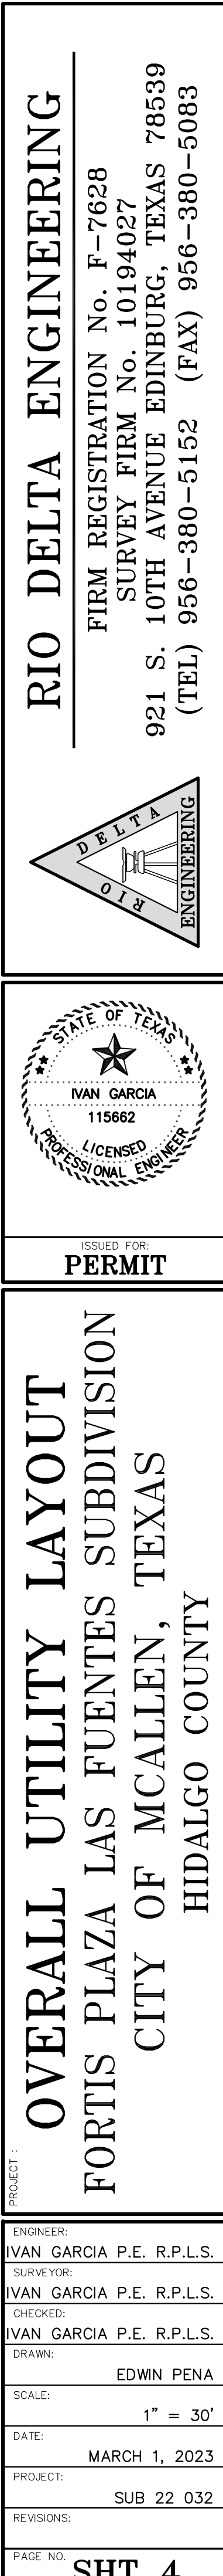 RIO DELTA ENGINEERING
FIRM REGISTRATION No. F-7628
SURVEY FIRM No. 10194027
921 S. 10TH AVENUE EDINBURG, TEXAS 78539
(TEL) 956-380-5152 (FAX) 956-380-5083
RIO DELTA
ENGINEERING
STATE OF TEXAS
IVAN GARCIA
115662
LICENSED
PROFESSIONAL ENGINEER
ISSUED FOR:
PERMIT
PROJECT :
OVERALL UTILITY LAYOUT
FORTIS PLAZA LAS FUENTES SUBDIVISION
CITY OF MCALLEN, TEXAS
HIDALGO COUNTY
ENGINEER:
IVAN GARCIA P.E. R.P.L.S.
SURVEYOR:
IVAN GARCIA P.E. R.P.L.S.
CHECKED:
IVAN GARCIA P.E. R.P.L.S.
DRAWN:
EDWIN PENA
SCALE:
1" = 30'
DATE:
MARCH 1, 2023
PROJECT:
SUB 22 032
REVISIONS:
PAGE NO. SHT 4